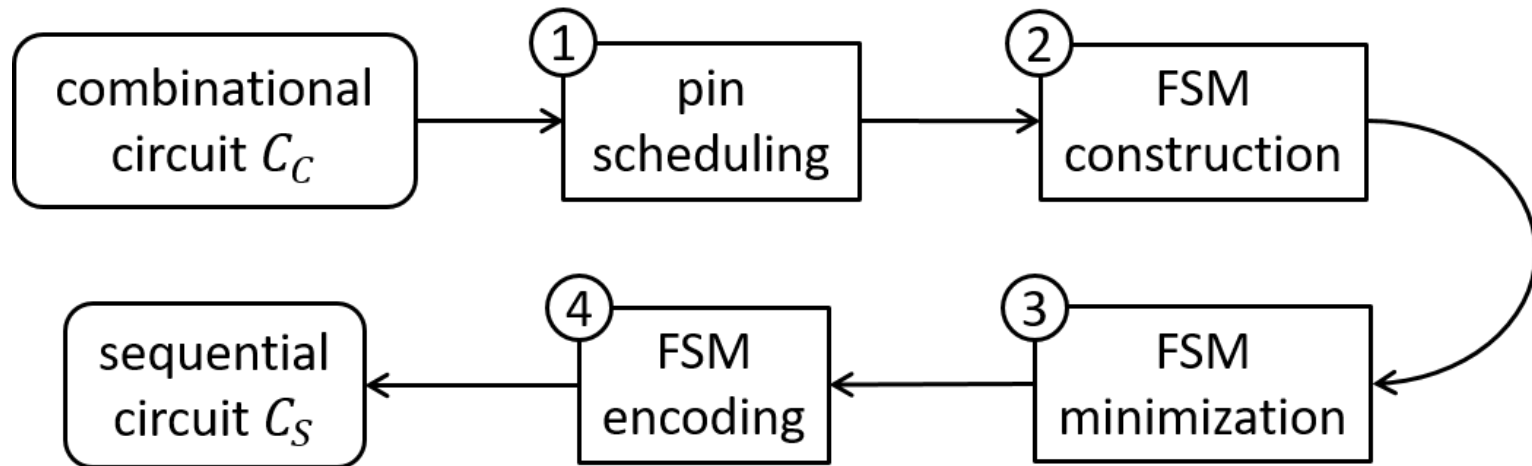 combinational
circuit C_C
1
pin
scheduling
2
FSM
construction
3
FSM
minimization
4
FSM
encoding
sequential
circuit C_S